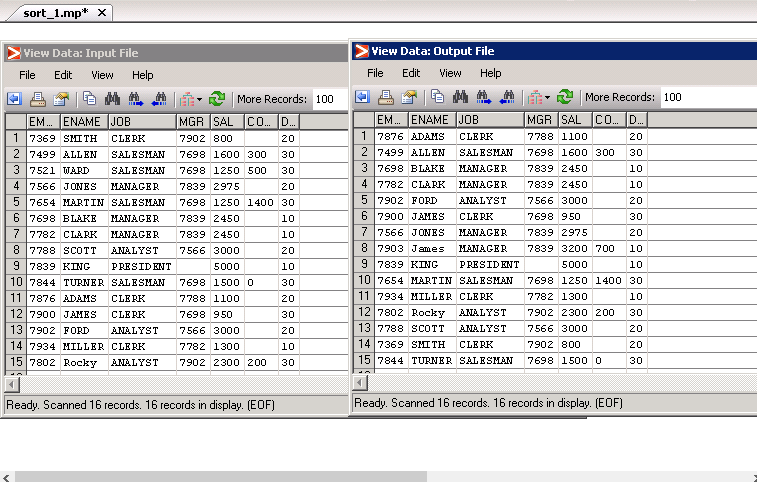 sort_1.mp* ×
View Data: Input File
File Edit View Help
More Records: 100
EM... ENAME JOB MGR SAL CO... D...
1 7369 SMITH CLERK 7902 800 20
2 7499 ALLEN SALESMAN 7698 1600 300 30
3 7521 WARD SALESMAN 7698 1250 500 30
4 7566 JONES MANAGER 7839 2975 20
5 7654 MARTIN SALESMAN 7698 1250 1400 30
6 7698 BLAKE MANAGER 7839 2450 10
7 7782 CLARK MANAGER 7839 2450 10
8 7788 SCOTT ANALYST 7566 3000 20
9 7839 KING PRESIDENT 5000 10
10 7844 TURNER SALESMAN 7698 1500 0 30
11 7876 ADAMS CLERK 7788 1100 20
12 7900 JAMES CLERK 7698 950 30
13 7902 FORD ANALYST 7566 3000 20
14 7934 MILLER CLERK 7782 1300 10
15 7802 Rocky ANALYST 7902 2300 200 30
Ready. Scanned 16 records. 16 records in display. (EOF)
View Data: Output File
File Edit View Help
More Records: 100
EM... ENAME JOB MGR SAL CO... D...
1 7876 ADAMS CLERK 7788 1100 20
2 7499 ALLEN SALESMAN 7698 1600 300 30
3 7698 BLAKE MANAGER 7839 2450 10
4 7782 CLARK MANAGER 7839 2450 10
5 7902 FORD ANALYST 7566 3000 20
6 7900 JAMES CLERK 7698 950 30
7 7566 JONES MANAGER 7839 2975 20
8 7903 James MANAGER 7839 3200 700 10
9 7839 KING PRESIDENT 5000 10
10 7654 MARTIN SALESMAN 7698 1250 1400 30
11 7934 MILLER CLERK 7782 1300 10
12 7802 Rocky ANALYST 7902 2300 200 30
13 7788 SCOTT ANALYST 7566 3000 20
14 7369 SMITH CLERK 7902 800 20
15 7844 TURNER SALESMAN 7698 1500 0 30
Ready. Scanned 16 records. 16 records in display. (EOF)